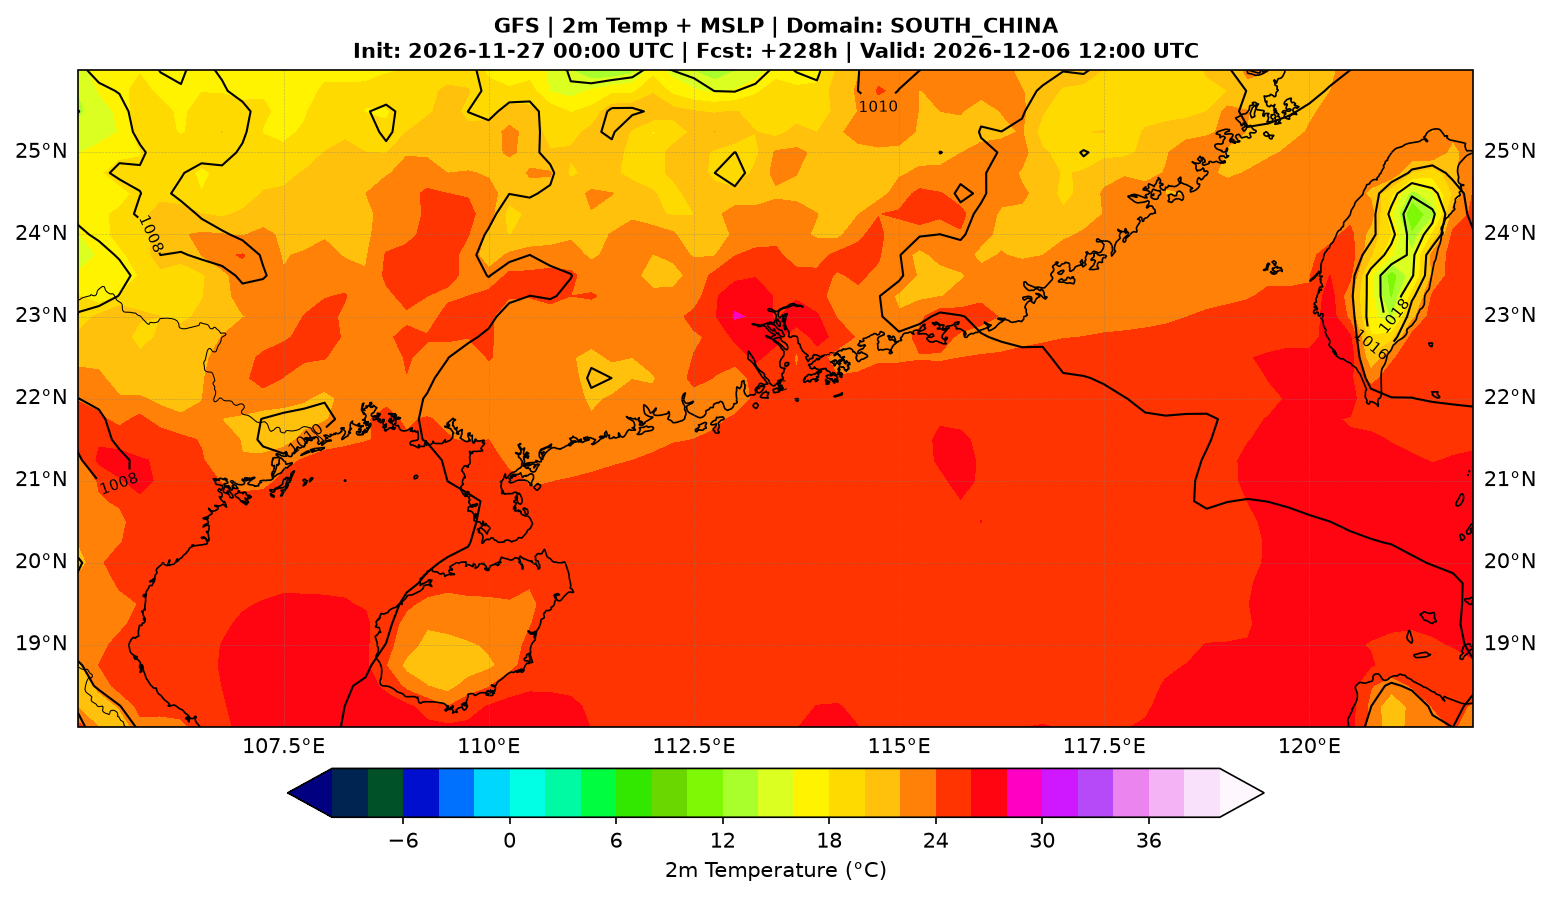 GFS | 2m Temp + MSLP | Domain: SOUTH_CHINA
Init: 2026-11-27 00:00 UTC | Fcst: +228h | Valid: 2026-12-06 12:00 UTC
1010
25°N 25°N
24°N 24°N
1008
23°N 23°N
1018
1016
22°N 22°N
1010
21°N 21°N
1008
20°N 20°N
19°N 19°N
107.5°E 110°E 112.5°E 115°E 117.5°E 120°E
−6 0 6 12 18 24 30 36
2m Temperature (°C)